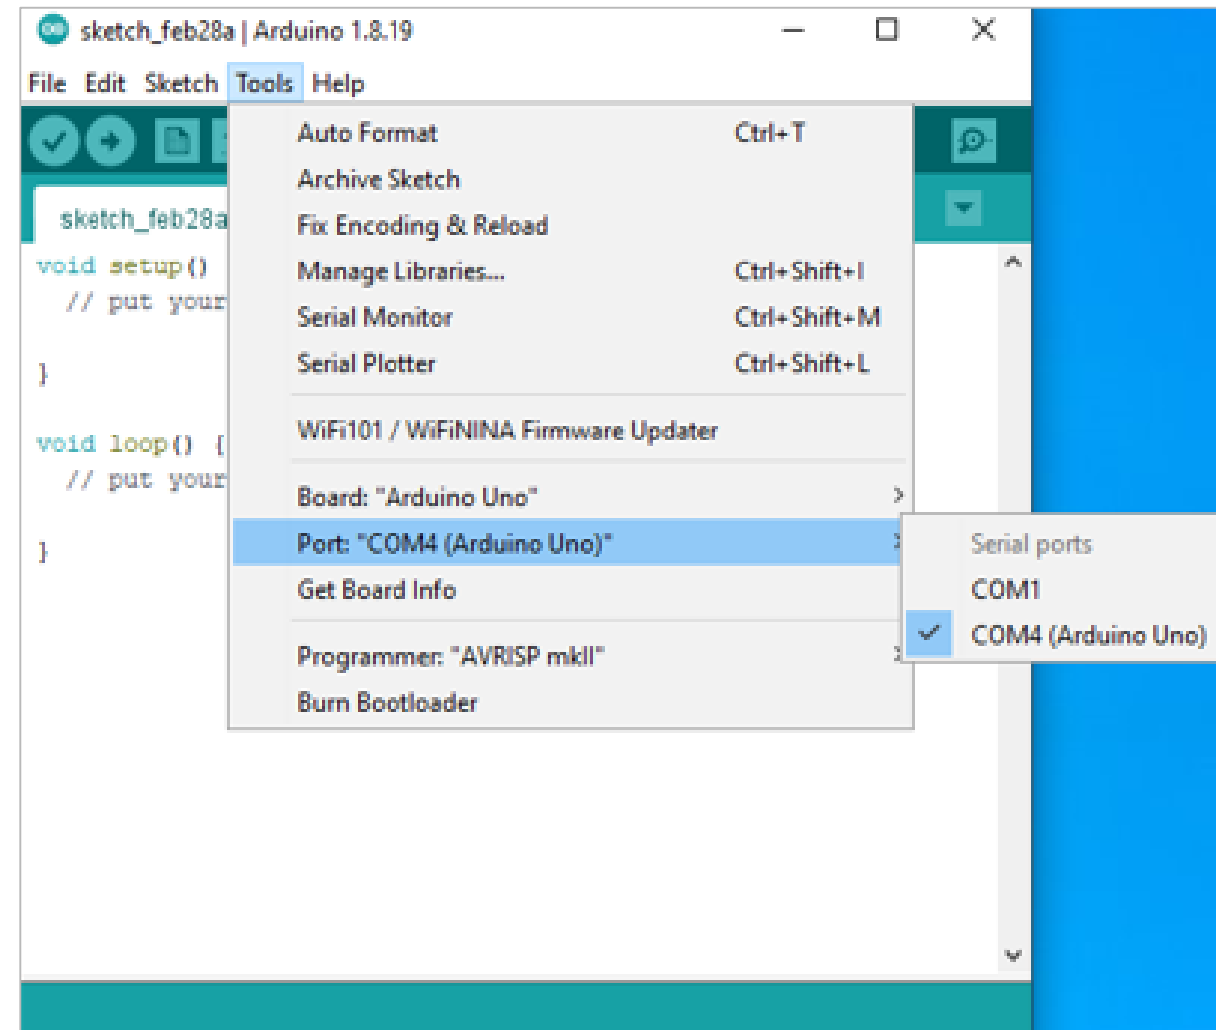 sketch_feb28a | Arduino 1.8.19
File Edit Sketch Tools Help
Auto Format Ctrl+T
Archive Sketch
sketch_feb28a
Fix Encoding & Reload
void setup()
Manage Libraries... Ctrl+Shift+I
// put your
Serial Monitor Ctrl+Shift+M
Serial Plotter Ctrl+Shift+L
}
WiFi101 / WiFiNINA Firmware Updater
void loop() {
// put your
Board: "Arduino Uno"
Port: "COM4 (Arduino Uno)"
}
Serial ports
Get Board Info
COM1
COM4 (Arduino Uno)
Programmer: "AVRISP mkII"
Burn Bootloader